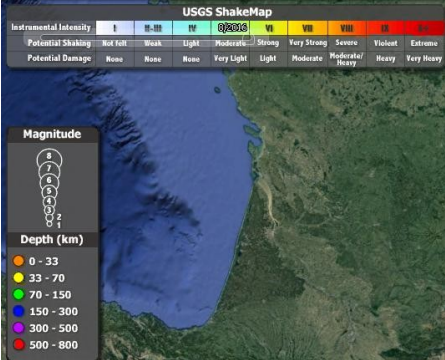 USGS ShakeMap
Instrumental Intensity I II-III IV 8/2016 VI VII VIII IX
Potential Shaking Not felt Weak Light Moderate Strong Very Strong Severe Violent Extreme
Potential Damage None None None Very Light Light Moderate Moderate/ Heavy Heavy Very Heavy
Magnitude
8
7
6
5
4
3
2
1
Depth (km)
0 - 33
33 - 70
70 - 150
150 - 300
300 - 500
500 - 800